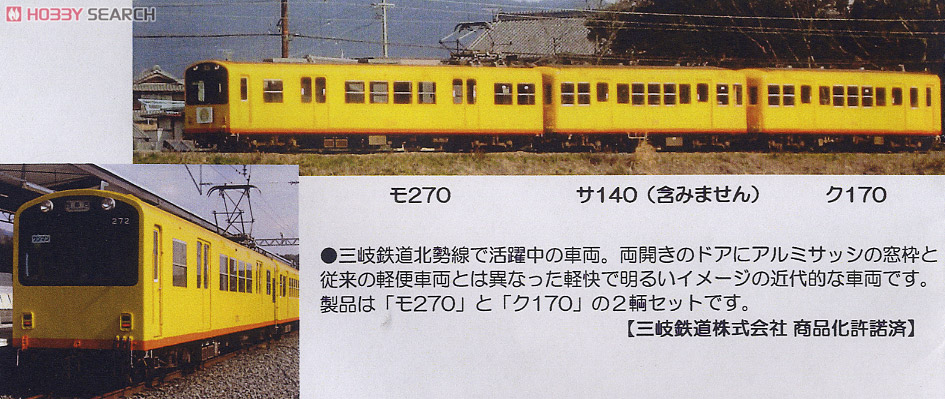 HOBBY SEARCH
モ270 サ140（含みません） ク170
272
ワンマン
●三岐鉄道北勢線で活躍中の車両。両開きのドアにアルミサッシの窓枠と
従来の軽便車両とは異なった軽快で明るいイメージの近代的な車両です。
製品は「モ270」と「ク170」の２輌セットです。
【三岐鉄道株式会社 商品化許諾済】